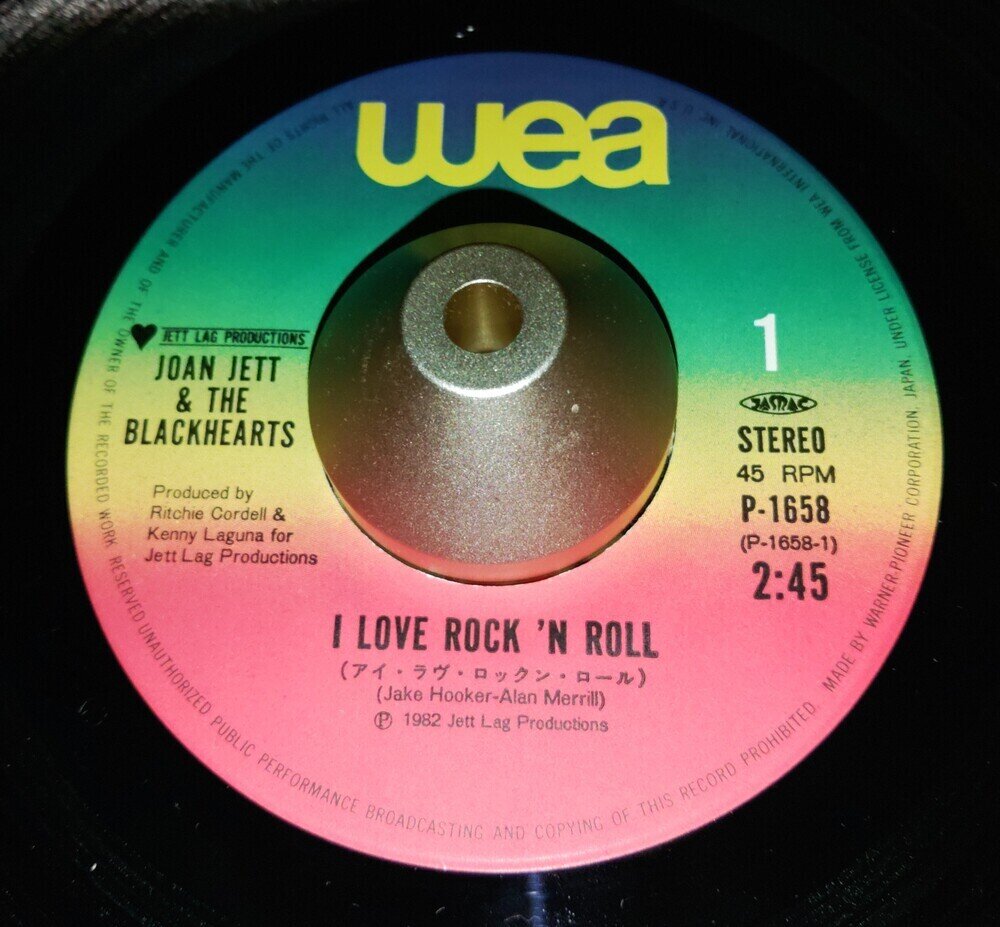 wea
JETT LAG PRODUCTIONS
JOAN JETT
& THE
BLACKHEARTS
Produced by
Ritchie Cordell &
Kenny Laguna for
Jett Lag Productions
1
JASRAC
STEREO
45 RPM
P-1658
(P-1658-1)
2:45
I LOVE ROCK 'N ROLL
(アイ・ラヴ・ロックン・ロール)
(Jake Hooker-Alan Merrill)
Ⓟ 1982 Jett Lag Productions
ALL RIGHTS OF THE MANUFACTURER AND OF THE OWNER OF THE RECORDED WORK RESERVED UNAUTHORIZED PUBLIC PERFORMANCE BROADCASTING AND COPYING OF THIS RECORD PROHIBITED
MADE BY WARNER-PIONEER CORPORATION, JAPAN, UNDER LICENSE FROM WEA INTERNATIONAL INC. U.S.A.